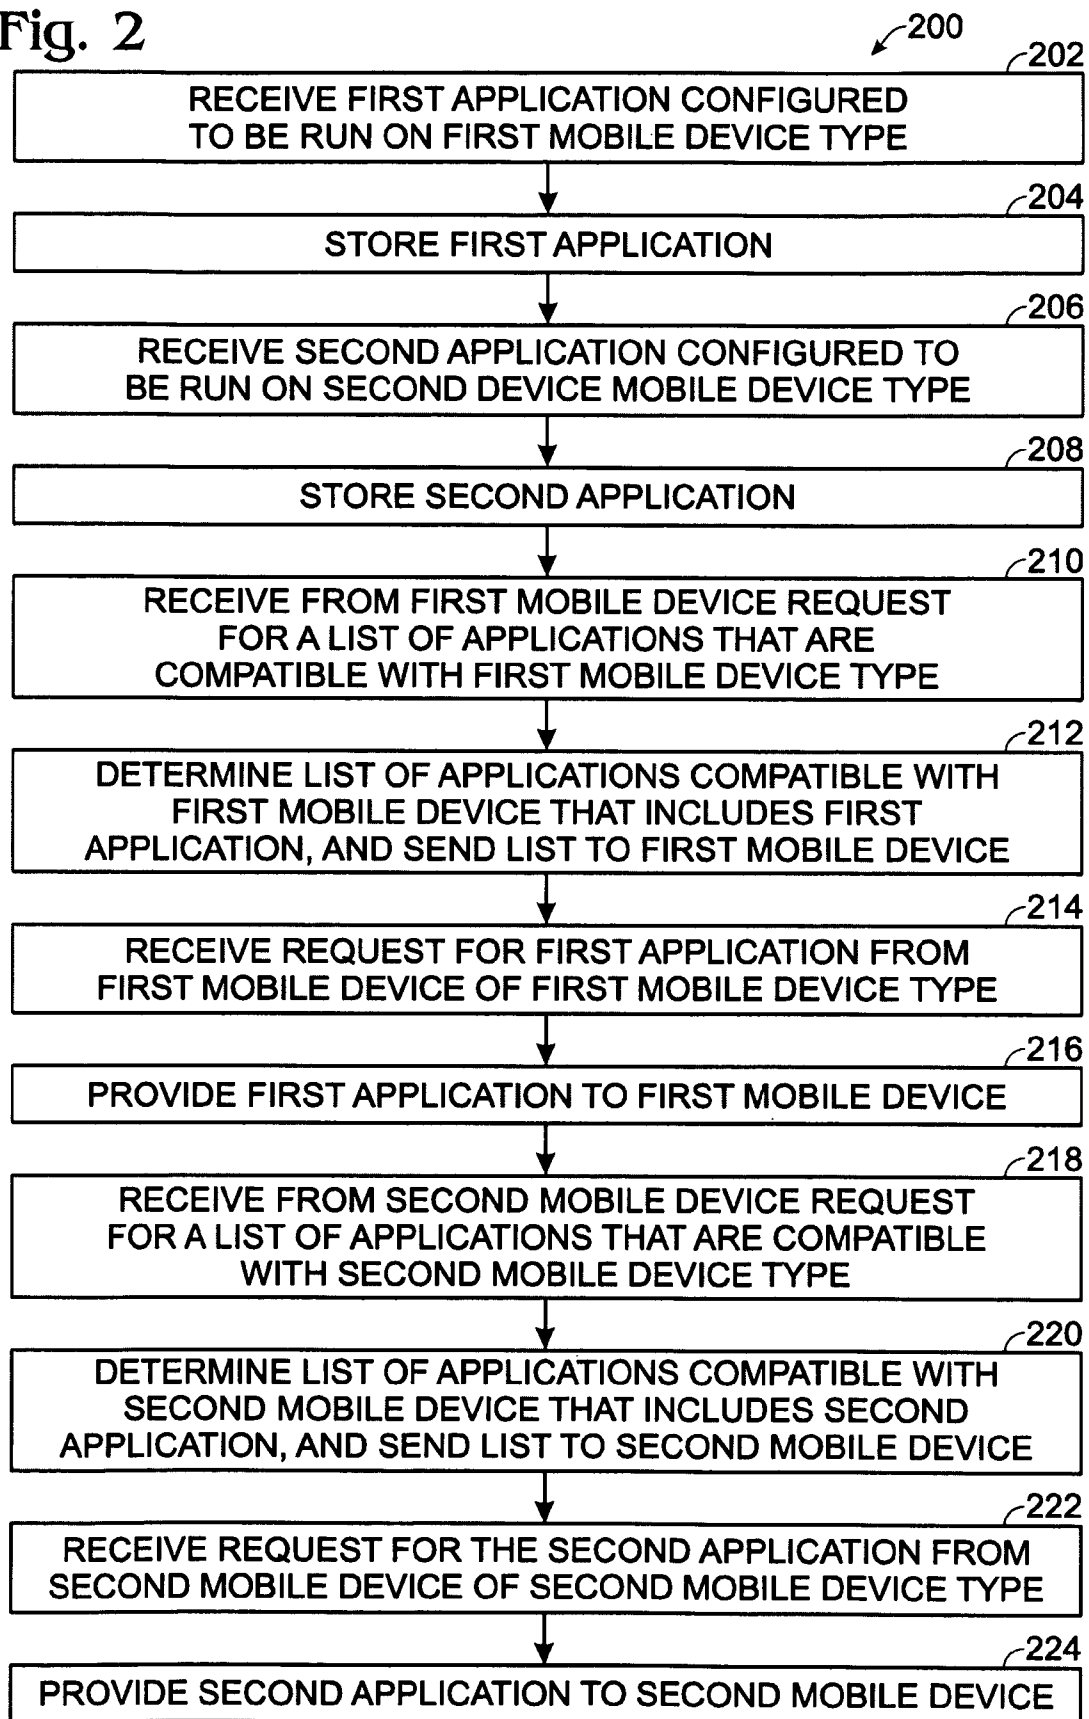 Fig. 2
200
202
RECEIVE FIRST APPLICATION CONFIGURED
TO BE RUN ON FIRST MOBILE DEVICE TYPE
204
STORE FIRST APPLICATION
206
RECEIVE SECOND APPLICATION CONFIGURED TO
BE RUN ON SECOND DEVICE MOBILE DEVICE TYPE
208
STORE SECOND APPLICATION
210
RECEIVE FROM FIRST MOBILE DEVICE REQUEST
FOR A LIST OF APPLICATIONS THAT ARE
COMPATIBLE WITH FIRST MOBILE DEVICE TYPE
212
DETERMINE LIST OF APPLICATIONS COMPATIBLE WITH
FIRST MOBILE DEVICE THAT INCLUDES FIRST
APPLICATION, AND SEND LIST TO FIRST MOBILE DEVICE
214
RECEIVE REQUEST FOR FIRST APPLICATION FROM
FIRST MOBILE DEVICE OF FIRST MOBILE DEVICE TYPE
216
PROVIDE FIRST APPLICATION TO FIRST MOBILE DEVICE
218
RECEIVE FROM SECOND MOBILE DEVICE REQUEST
FOR A LIST OF APPLICATIONS THAT ARE COMPATIBLE
WITH SECOND MOBILE DEVICE TYPE
220
DETERMINE LIST OF APPLICATIONS COMPATIBLE WITH
SECOND MOBILE DEVICE THAT INCLUDES SECOND
APPLICATION, AND SEND LIST TO SECOND MOBILE DEVICE
222
RECEIVE REQUEST FOR THE SECOND APPLICATION FROM
SECOND MOBILE DEVICE OF SECOND MOBILE DEVICE TYPE
224
PROVIDE SECOND APPLICATION TO SECOND MOBILE DEVICE